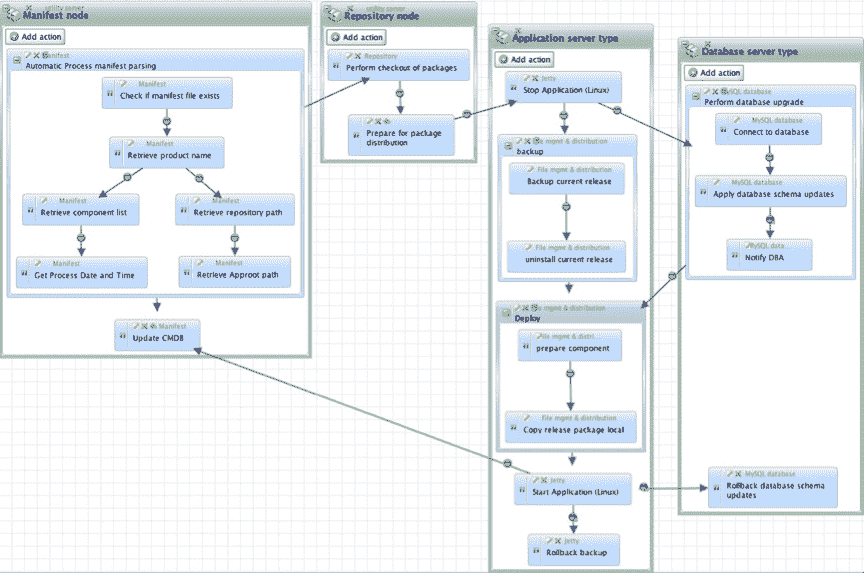 utility server
Manifest node
Add action
Manifest
Automatic Process manifest parsing
Manifest
Check if manifest file exists
Manifest
Retrieve product name
Manifest
Retrieve component list
Manifest
Retrieve repository path
Manifest
Get Process Date and Time
Manifest
Retrieve Approot path
Manifest
Update CMDB
utility server
Repository node
Add action
Repository
Perform checkout of packages
Prepare for package
distribution
Application server type
Add action
Jetty
Stop Application (Linux)
File mgmt & distribution
backup
File mgmt & distribution
Backup current release
File mgmt & distribution
uninstall current release
File mgmt & distribution
Deploy
File mgmt & distri...
prepare component
File mgmt & distribution
Copy release package local
Jetty
Start Application (Linux)
Jetty
Rollback backup
Database server type
Add action
MySQL database
Perform database upgrade
MySQL database
Connect to database
MySQL database
Apply database schema updates
MySQL data...
Notify DBA
MySQL database
Rollback database schema
updates